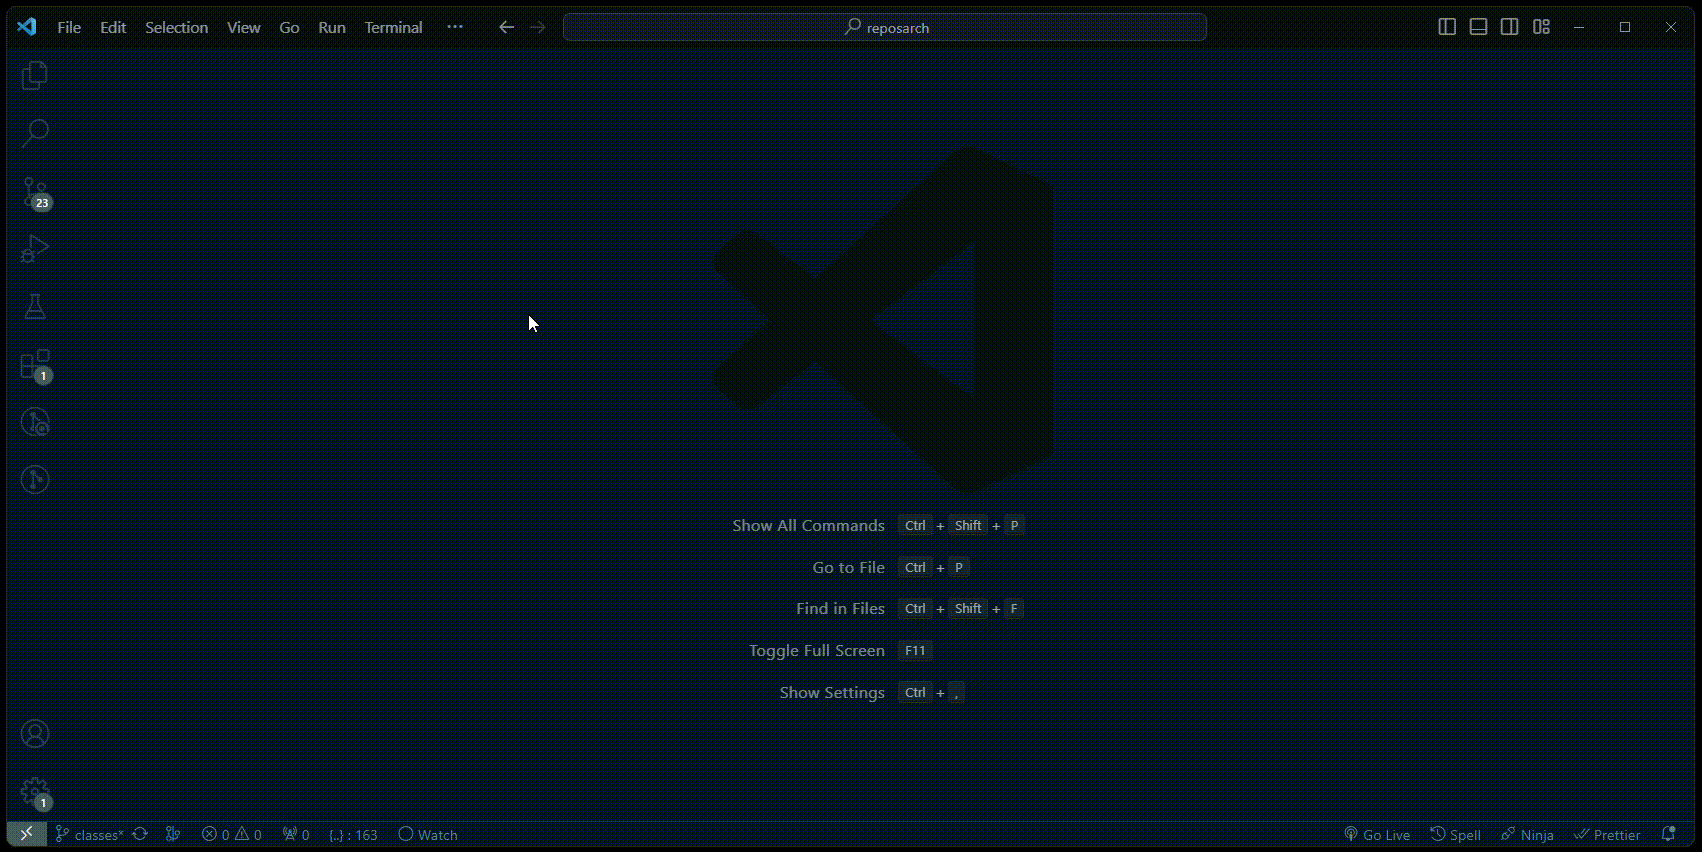 File Edit Selection View Go Run Terminal ··· reposarch
23
1
Show All Commands Ctrl + Shift + P
Go to File Ctrl + P
Find in Files Ctrl + Shift + F
Toggle Full Screen F11
Show Settings Ctrl + ,
1
classes* 0 0 0 {..} : 163 Watch Go Live Spell Ninja Prettier